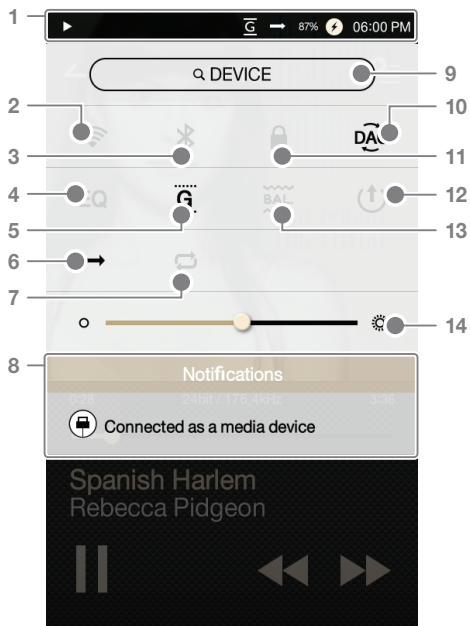 1
G 87% 06:00 PM
DEVICE 9
2 10
DAC
3 11
4 EQ G BAL 12
5 13
6
7
14
8
Notifications
0:28 24bit / 176.4kHz 3:36
Connected as a media device
Spanish Harlem
Rebecca Pidgeon